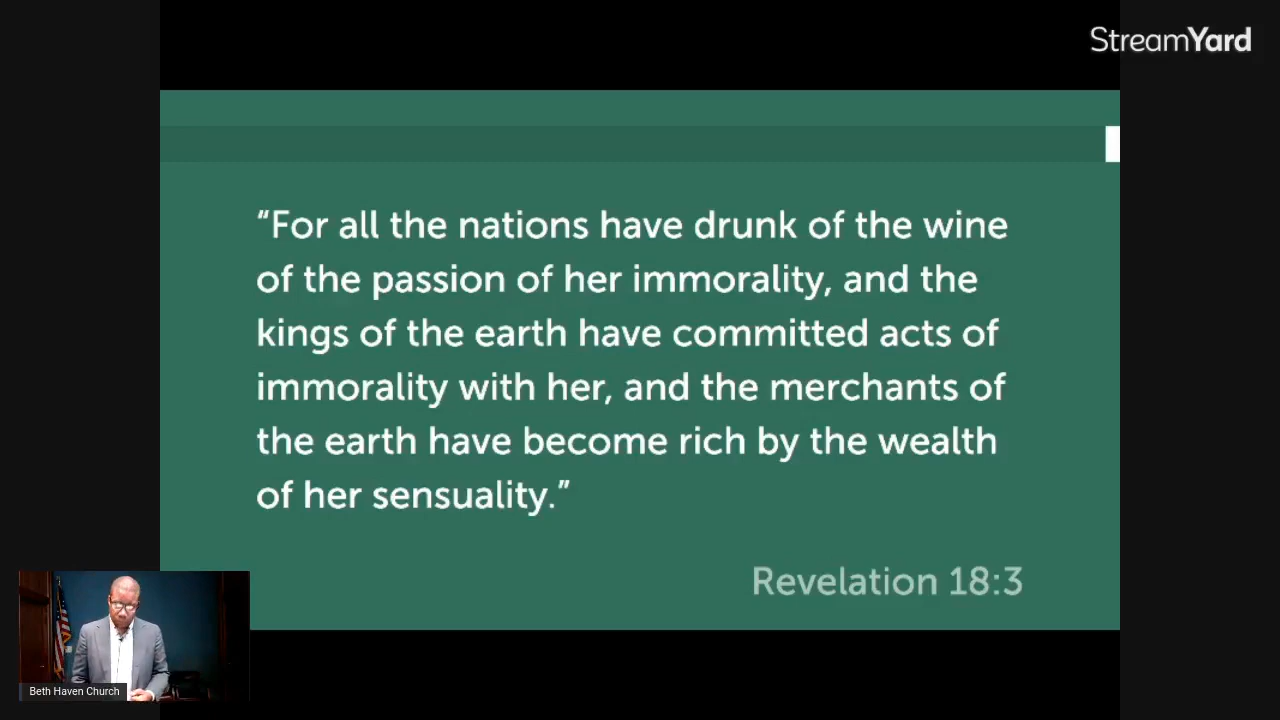 StreamYard
“For all the nations have drunk of the wine
of the passion of her immorality, and the
kings of the earth have committed acts of
immorality with her, and the merchants of
the earth have become rich by the wealth
of her sensuality.”
Revelation 18:3
Beth Haven Church